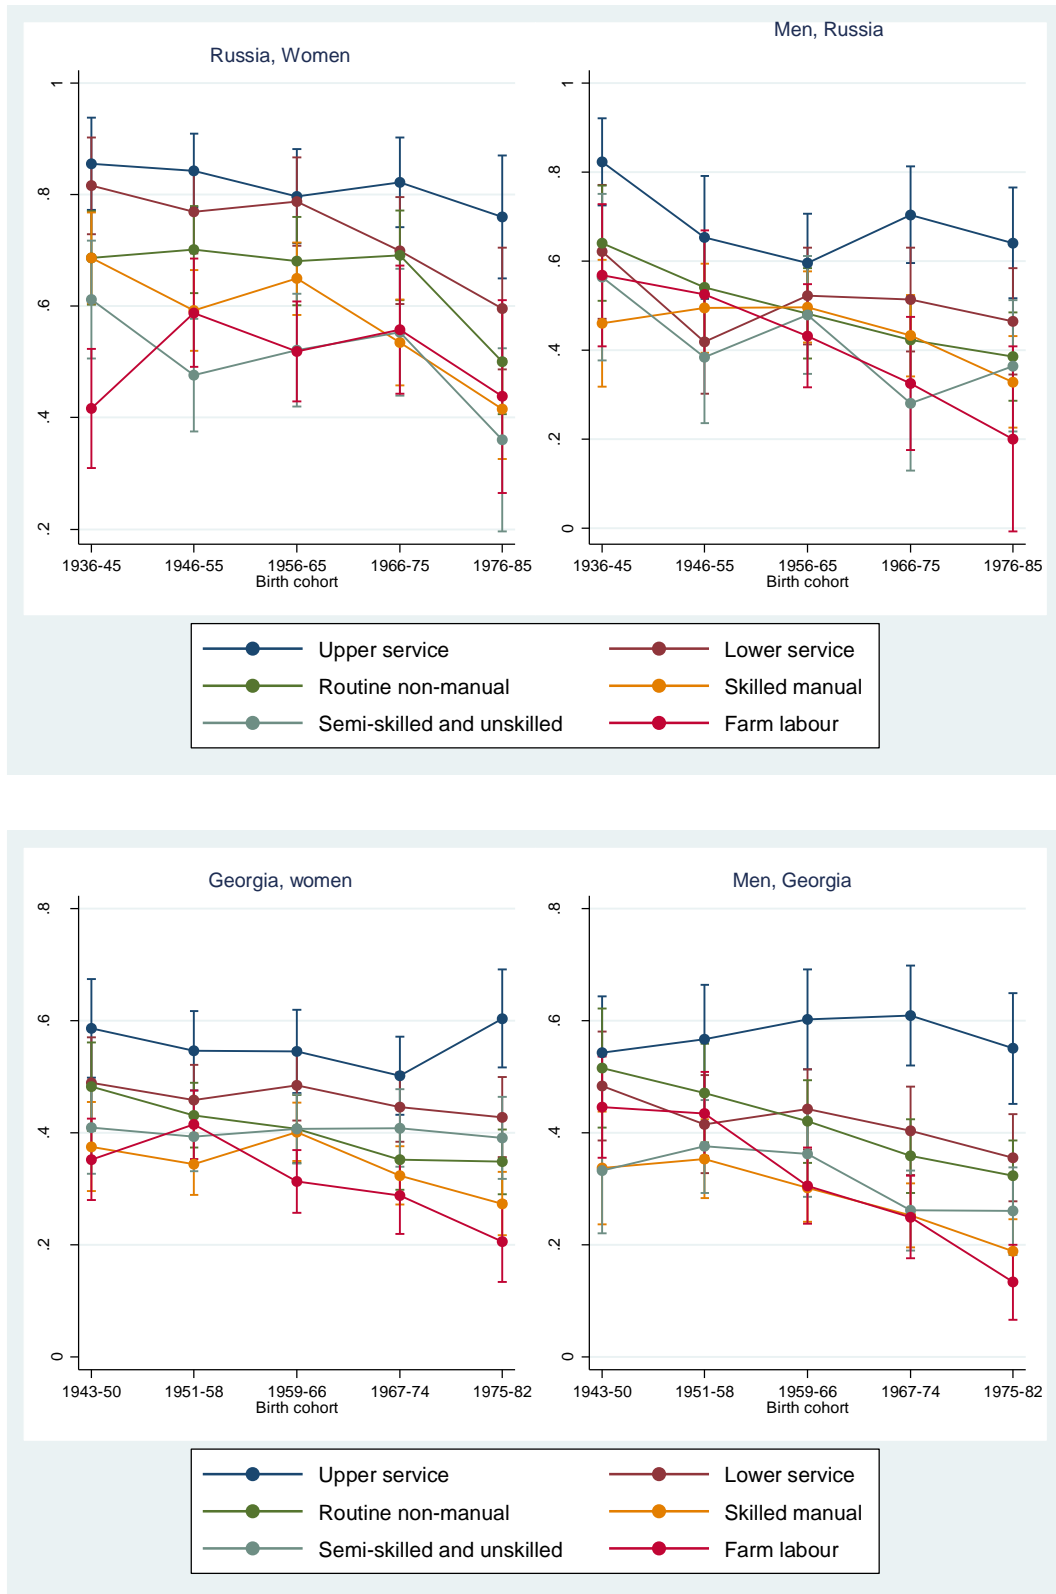 Men, Russia
Russia, Women
1
.8
.6
.4
.2
1936-45 1946-55 1956-65 1966-75 1976-85
Birth cohort
1
.8
.6
.4
.2
0
1936-45 1946-55 1956-65 1966-75 1976-85
Birth cohort
Upper service
Lower service
Routine non-manual
Skilled manual
Semi-skilled and unskilled
Farm labour
Georgia, women
.8
.6
.4
.2
0
1943-50 1951-58 1959-66 1967-74 1975-82
Birth cohort
Men, Georgia
.8
.6
.4
.2
0
1943-50 1951-58 1959-66 1967-74 1975-82
Birth cohort
Upper service
Lower service
Routine non-manual
Skilled manual
Semi-skilled and unskilled
Farm labour